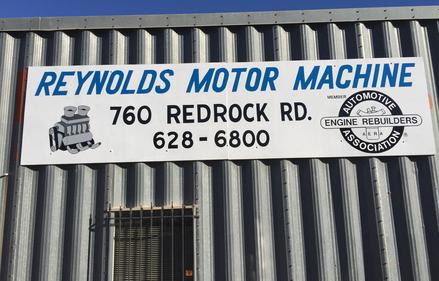 REYNOLDS MOTOR MACHINE
760 REDROCK RD.
628-6800
MEMBER
AUTOMOTIVE
ENGINE REBUILDERS
AERA
ASSOCIATION
®